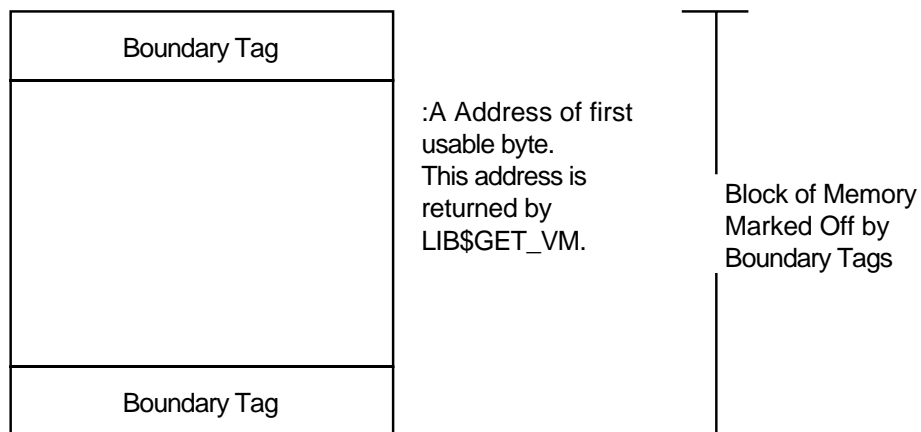 Boundary Tag
:A Address of first
usable byte.
This address is
returned by
LIB$GET_VM.
Block of Memory
Marked Off by
Boundary Tags
Boundary Tag